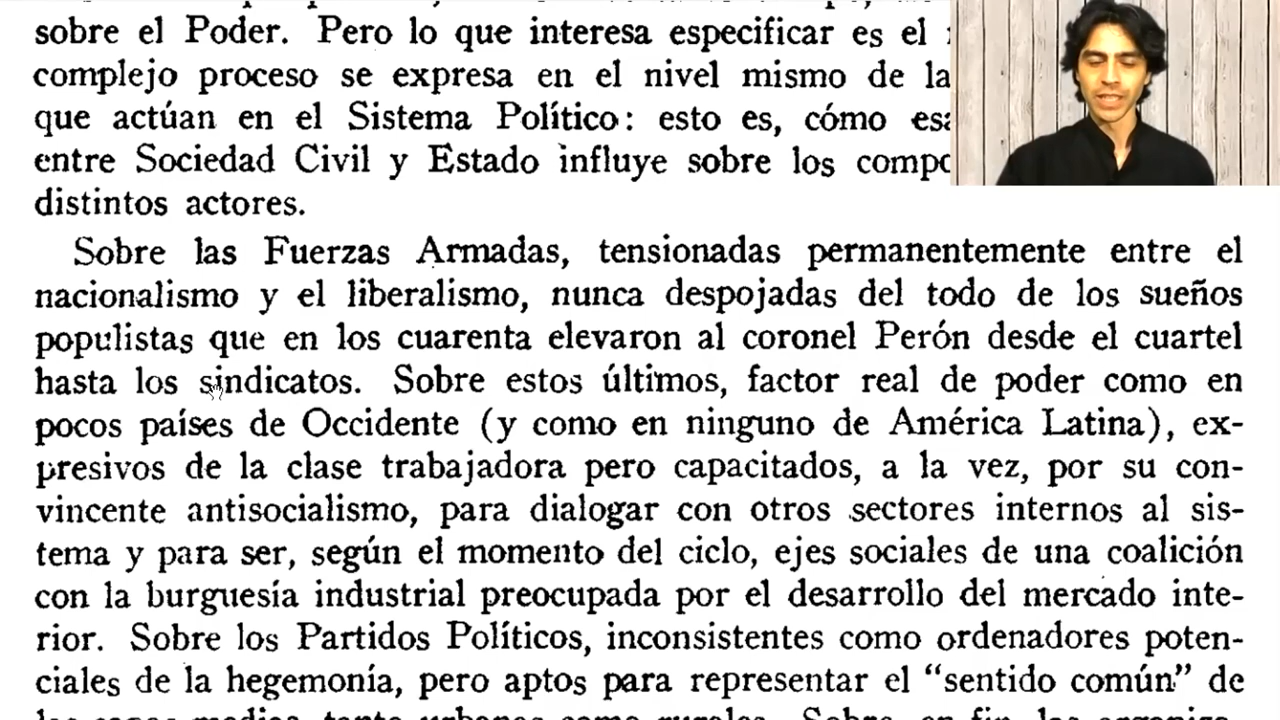 sobre el Poder. Pero lo que interesa especificar es el
complejo proceso se expresa en el nivel mismo de la
que actúan en el Sistema Político: esto es, cómo
entre Sociedad Civil y Estado influye sobre los
distintos actores.
Sobre las Fuerzas Armadas, tensionadas permanentemente entre el
nacionalismo y el liberalismo, nunca despojadas del todo de los sueños
populistas que en los cuarenta elevaron al coronel Perón desde el cuartel
hasta los sindicatos. Sobre estos últimos, factor real de poder como en
pocos países de Occidente (y como en ninguno de América Latina), ex-
presivos de la clase trabajadora pero capacitados, a la vez, por su con-
vincente antisocialismo, para dialogar con otros sectores internos al sis-
tema y para ser, según el momento del ciclo, ejes sociales de una coalición
con la burguesía industrial preocupada por el desarrollo del mercado inte-
rior. Sobre los Partidos Políticos, inconsistentes como ordenadores poten-
ciales de la hegemonía, pero aptos para representar el “sentido común” de